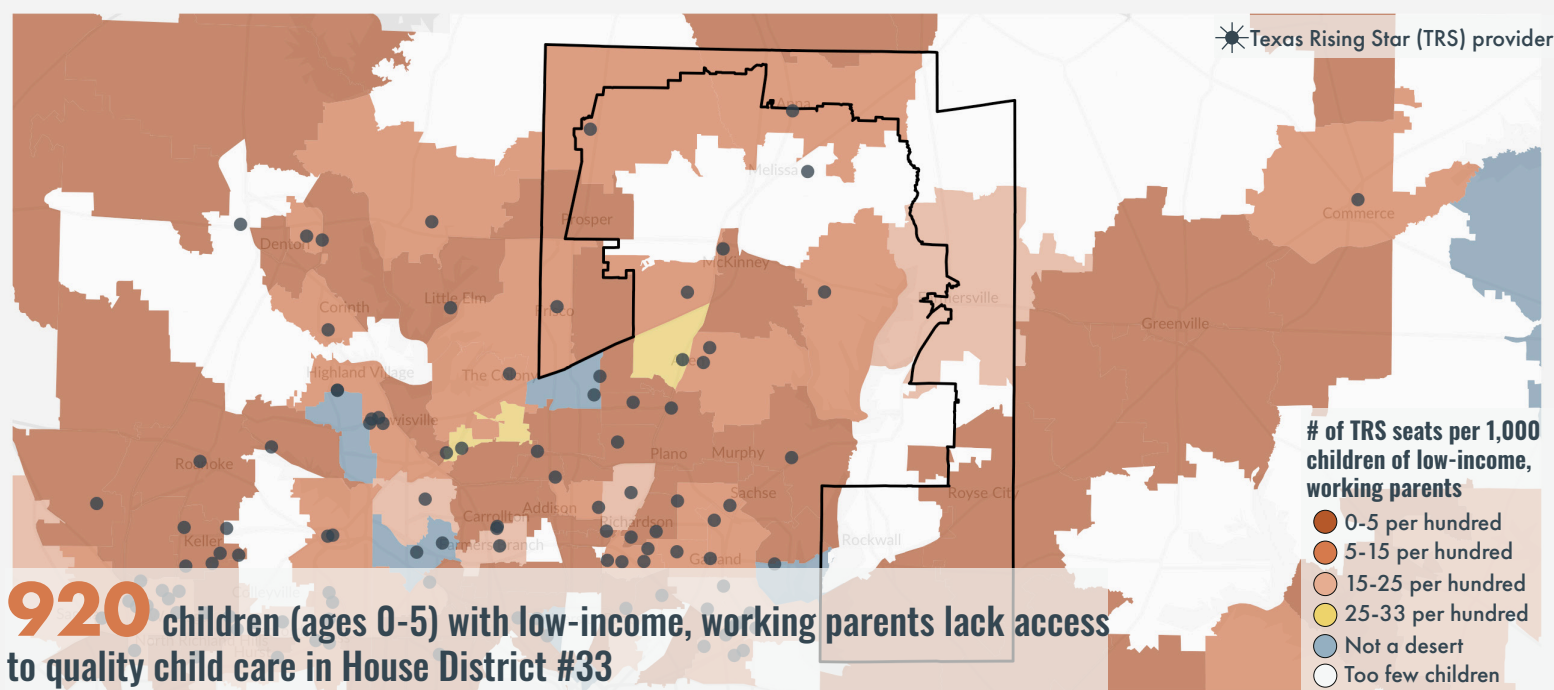 Texas Rising Star (TRS) provider
Anna
Melissa
Prosper
Commerce
Denton
McKinney
Corinth
Little Elm
Frisco
Greenville
Highland Village
The Colony
Roanoke
Plano
Murphy
Sachse
Royse City
Addison
Carrollton
Richardson
Keller
Rockwall
Garland
Colleyville
# of TRS seats per 1,000
children of low-income,
working parents
0-5 per hundred
5-15 per hundred
15-25 per hundred
25-33 per hundred
Not a desert
Too few children
920 children (ages 0-5) with low-income, working parents lack access
to quality child care in House District #33